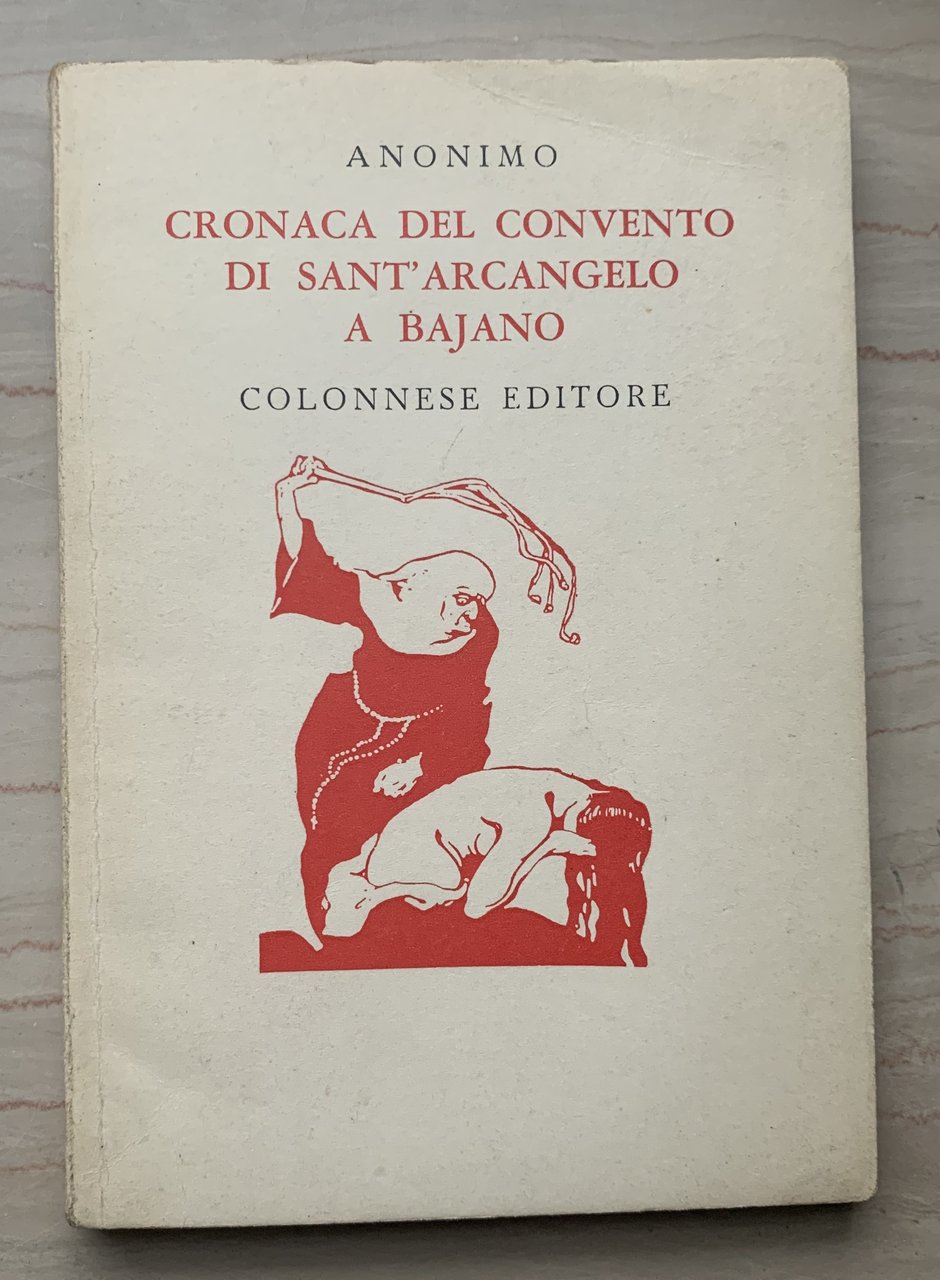 ANONIMO
CRONACA DEL CONVENTO
DI SANT'ARCANGELO
A BAJANO
COLONNESE EDITORE